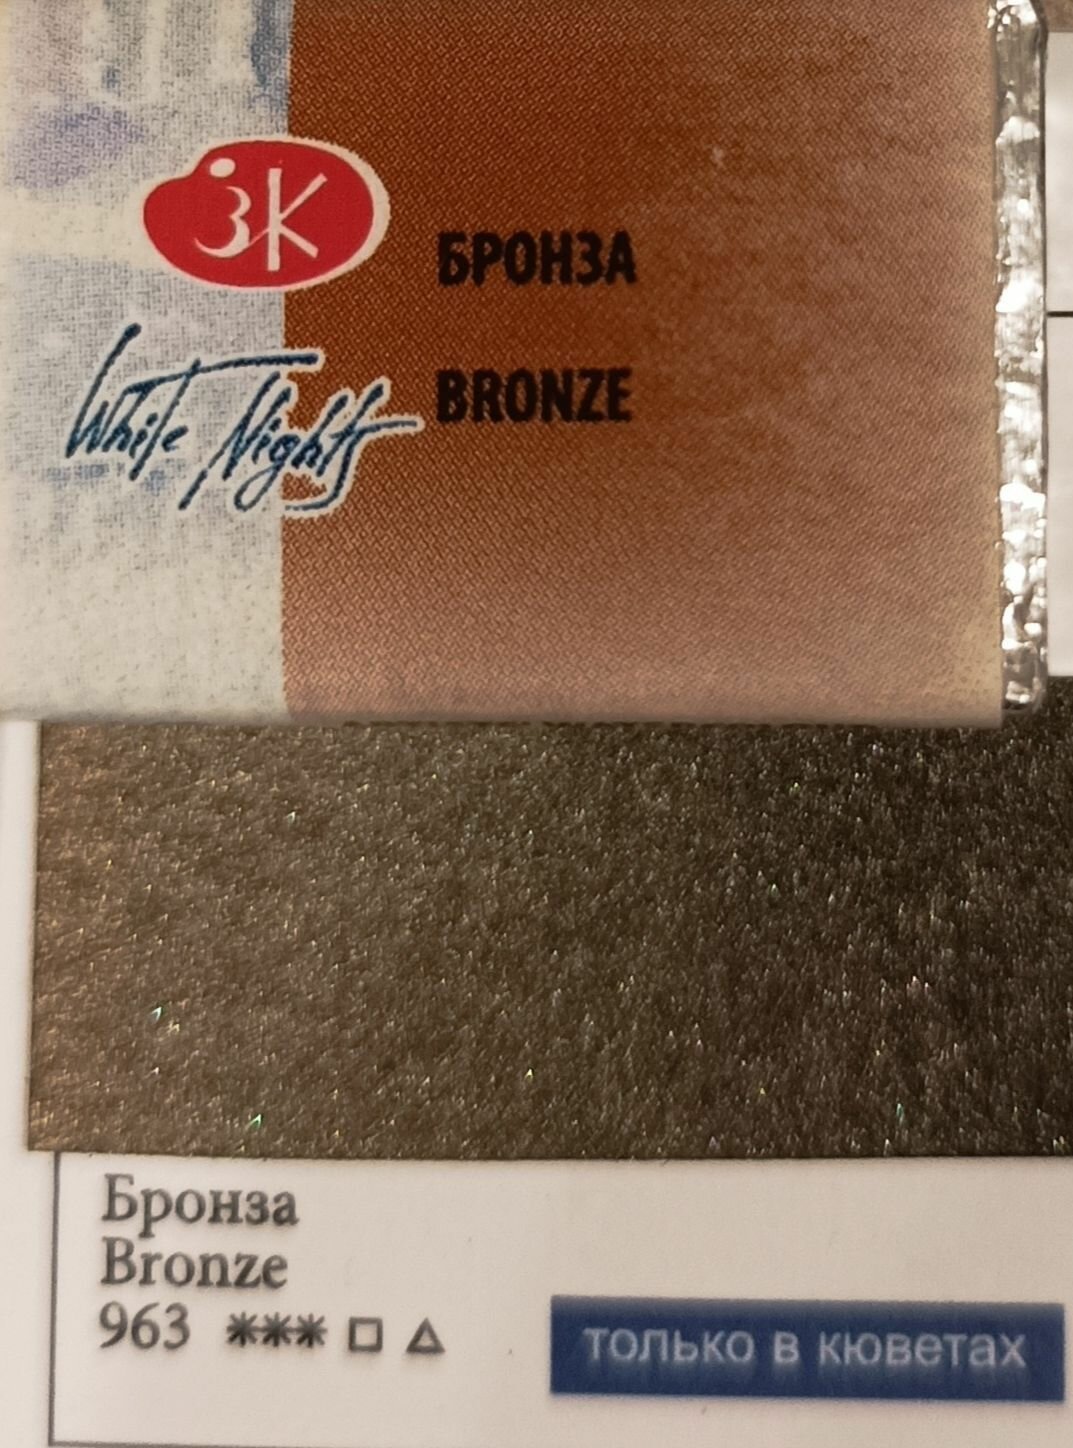 ЗК
БРОНЗА
White Nights
BRONZE
Бронза
Bronze
963 *** □ △
только в кюветах